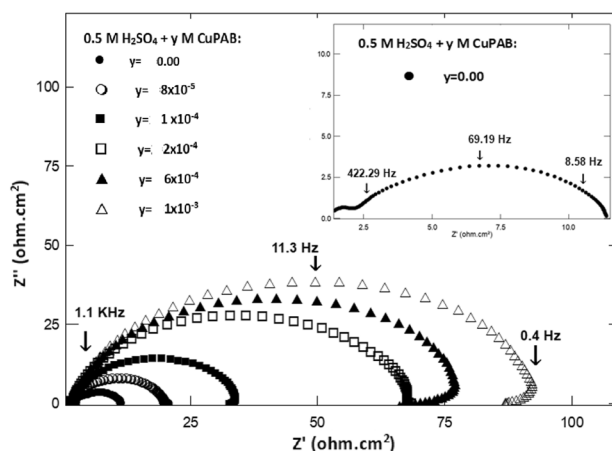 0.5 M H₂SO₄ + y M CuPAB:
y= 0.00
y= 8x10⁻⁵
y= 1 x10⁻⁴
y= 2x10⁻⁴
y= 6x10⁻⁴
y= 1x10⁻³
100
75
50
25
0
Z'' (ohm.cm²)
1.1 KHz
11.3 Hz
0.4 Hz
25
50
75
100
Z' (ohm.cm²)
0.5 M H₂SO₄ + y M CuPAB:
y=0.00
10.0
7.5
5.0
2.5
0.0
Z'' (ohm.cm²)
422.29 Hz
69.19 Hz
8.58 Hz
2.5
5.0
7.5
10.0
Z' (ohm.cm²)